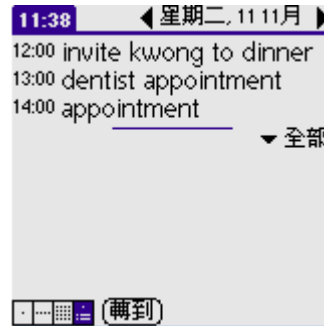 11:38 星期二, 11 11月
12:00 invite kwong to dinner
13:00 dentist appointment
14:00 appointment
全部
轉到